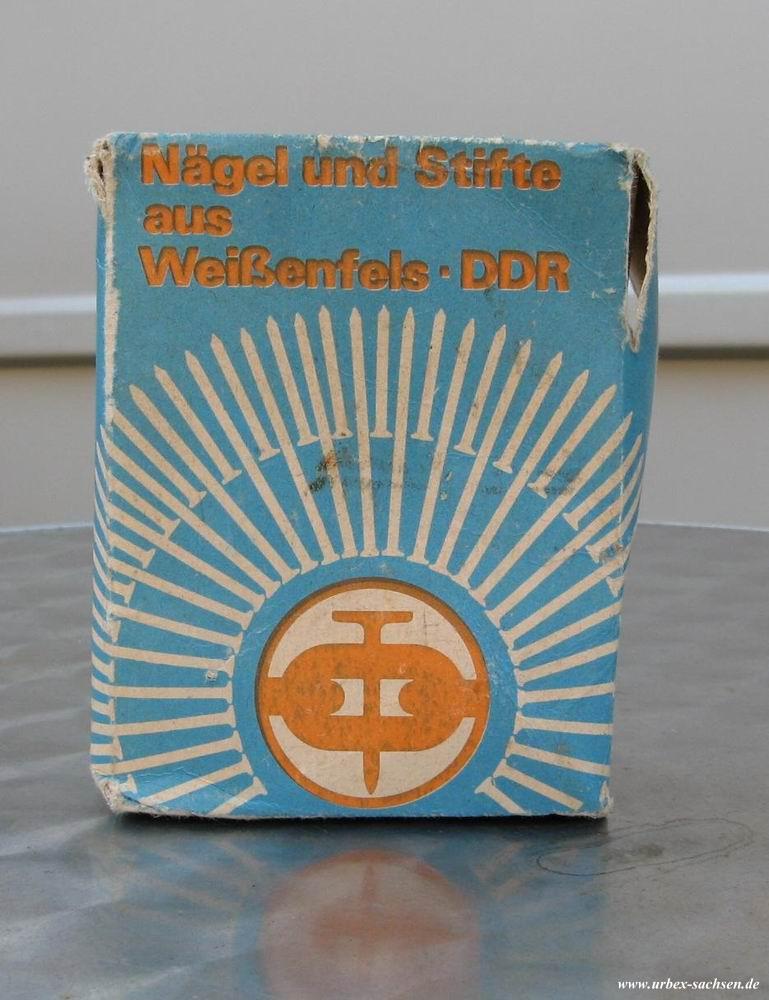 Nägel und Stifte
aus
Weißenfels · DDR
www.urbex-sachsen.de